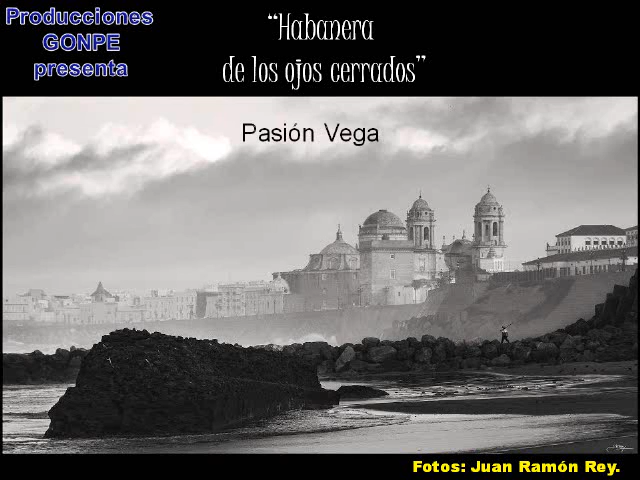 Producciones
GONPE
presenta
“Habanera
de los ojos cerrados”
Pasión Vega
Fotos: Juan Ramón Rey.